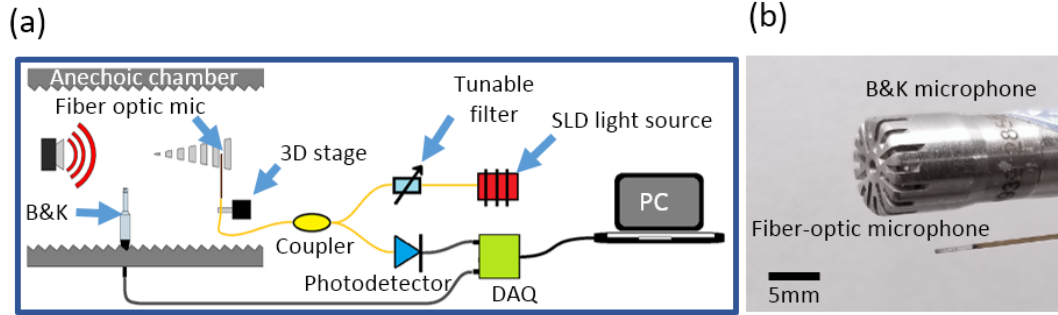 (a)
Anechoic chamber
Fiber optic mic
Tunable
filter
SLD light source
3D stage
B&K
PC
Coupler
Photodetector
DAQ
(b)
B&K microphone
Fiber-optic microphone
5mm